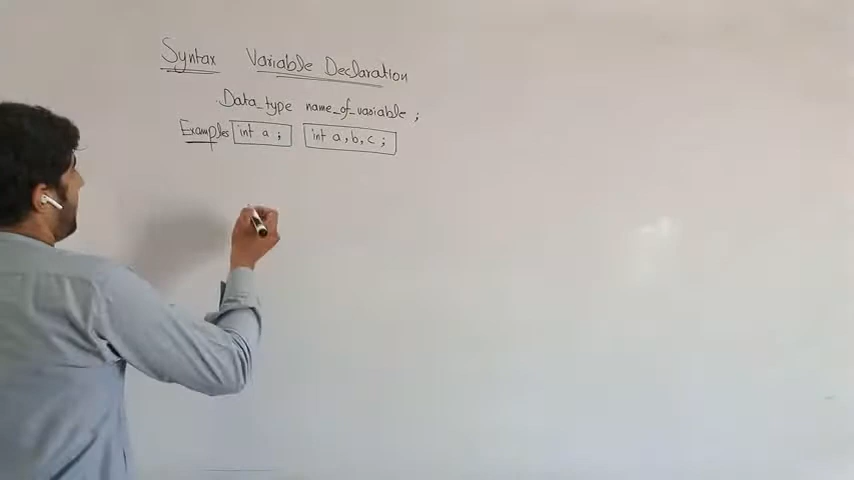 Syntax Variable Declaration
Data_type name_of_variable ;
Examples int a ; int a, b, c ;